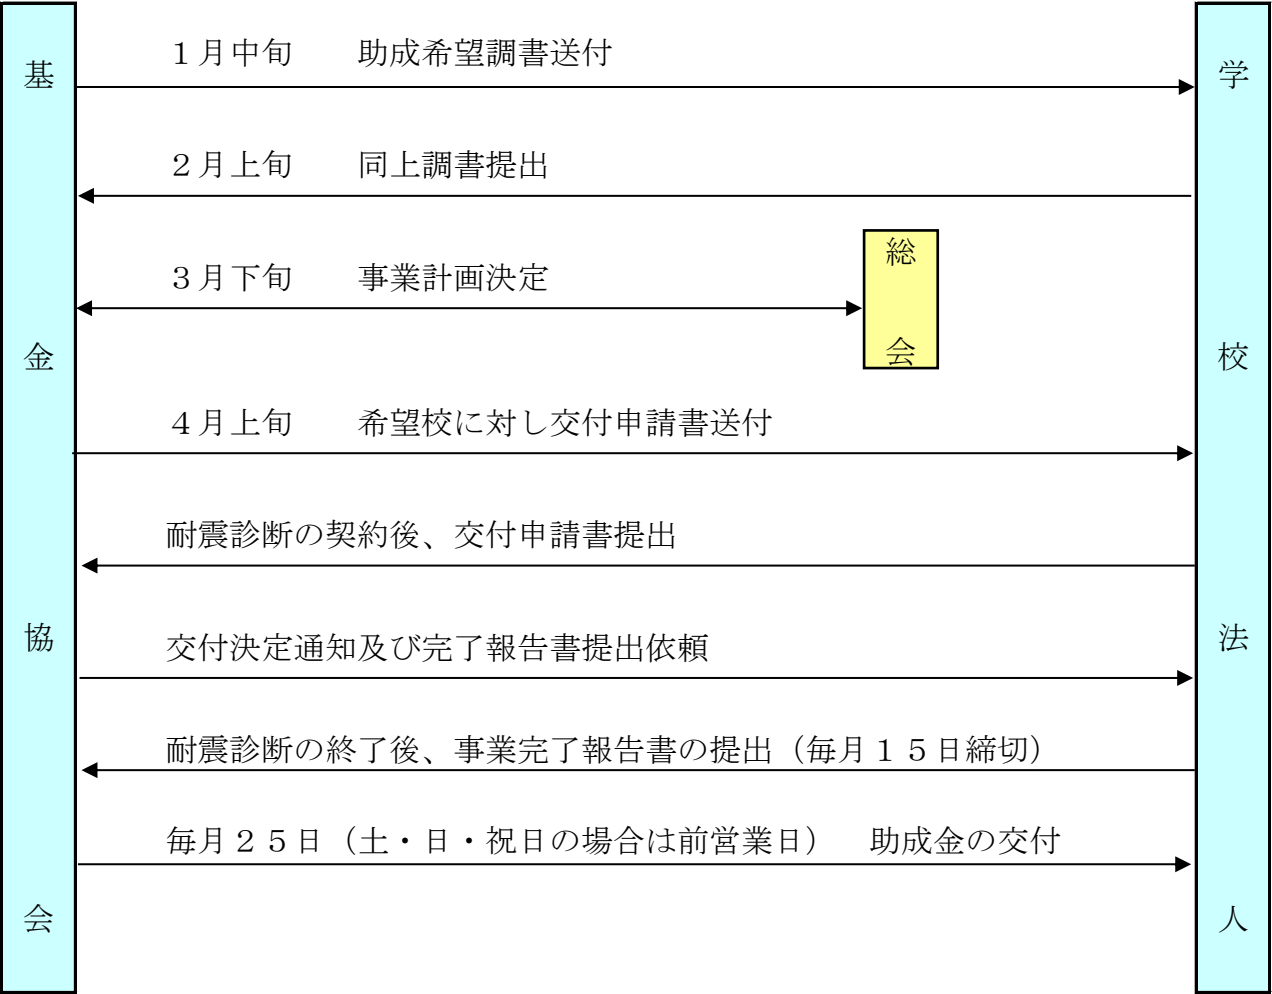 基金協会
学校法人
１月中旬　　助成希望調書送付
２月上旬　　同上調書提出
３月下旬　　事業計画決定
総会
４月上旬　　希望校に対し交付申請書送付
耐震診断の契約後、交付申請書提出
交付決定通知及び完了報告書提出依頼
耐震診断の終了後、事業完了報告書の提出（毎月１５日締切）
毎月２５日（土・日・祝日の場合は前営業日）　助成金の交付